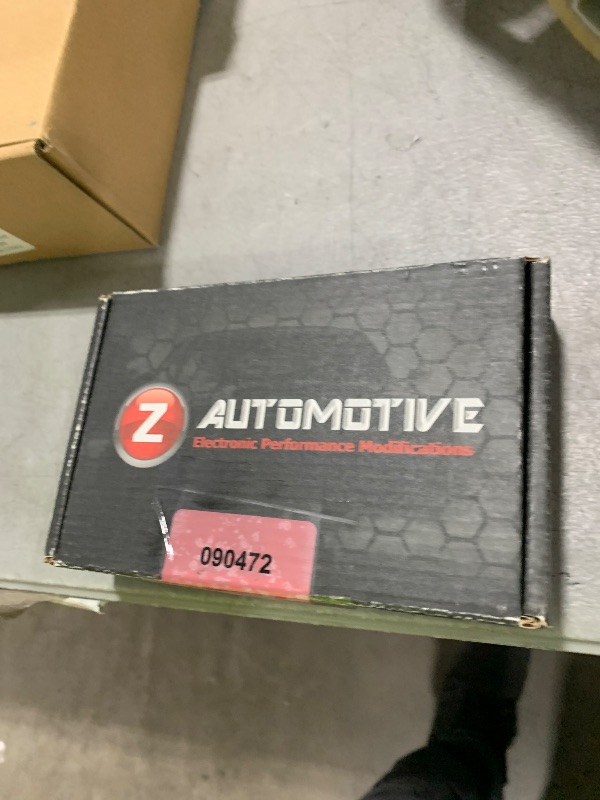 Z AUTOMOTIVE
Electronic Performance Modifications
090472